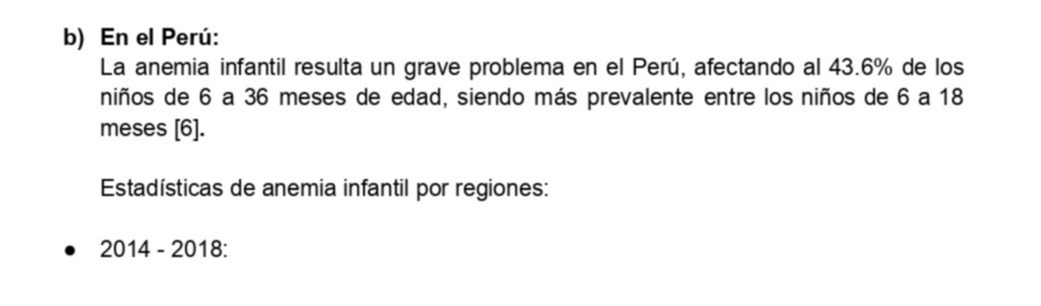 b) En el Perú:
La anemia infantil resulta un grave problema en el Perú, afectando al 43.6% de los
niños de 6 a 36 meses de edad, siendo más prevalente entre los niños de 6 a 18
meses [6].
Estadísticas de anemia infantil por regiones:
● 2014 - 2018: